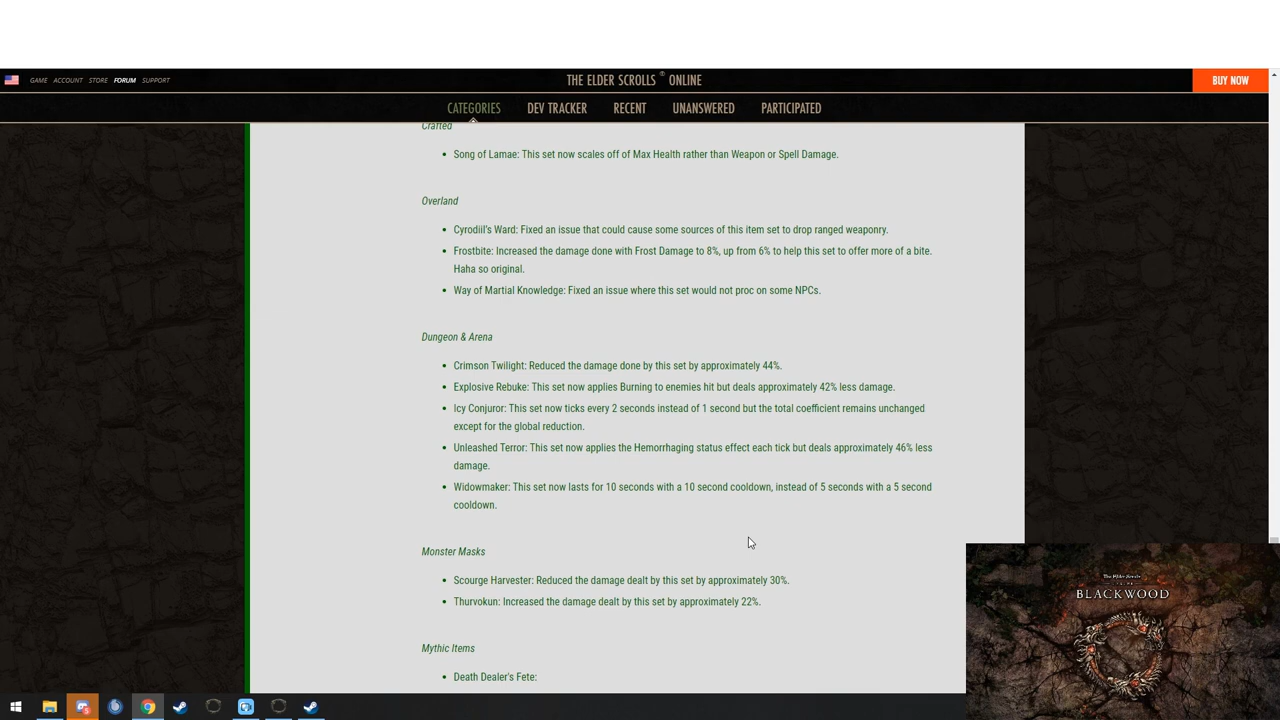 GAME ACCOUNT STORE FORUM SUPPORT
THE ELDER SCROLLS ® ONLINE
BUY NOW
CATEGORIES DEV TRACKER RECENT UNANSWERED PARTICIPATED
Crafted
• Song of Lamae: This set now scales off of Max Health rather than Weapon or Spell Damage.
Overland
• Cyrodiil's Ward: Fixed an issue that could cause some sources of this item set to drop ranged weaponry.
• Frostbite: Increased the damage done with Frost Damage to 8%, up from 6% to help this set to offer more of a bite.
Haha so original.
• Way of Martial Knowledge: Fixed an issue where this set would not proc on some NPCs.
Dungeon & Arena
• Crimson Twilight: Reduced the damage done by this set by approximately 44%.
• Explosive Rebuke: This set now applies Burning to enemies hit but deals approximately 42% less damage.
• Icy Conjuror: This set now ticks every 2 seconds instead of 1 second but the total coefficient remains unchanged
except for the global reduction.
• Unleashed Terror: This set now applies the Hemorrhaging status effect each tick but deals approximately 46% less
damage.
• Widowmaker: This set now lasts for 10 seconds with a 10 second cooldown, instead of 5 seconds with a 5 second
cooldown.
Monster Masks
• Scourge Harvester: Reduced the damage dealt by this set by approximately 30%.
• Thurvokun: Increased the damage dealt by this set by approximately 22%.
Mythic Items
• Death Dealer's Fete:
The Elder Scrolls
BLACKWOOD